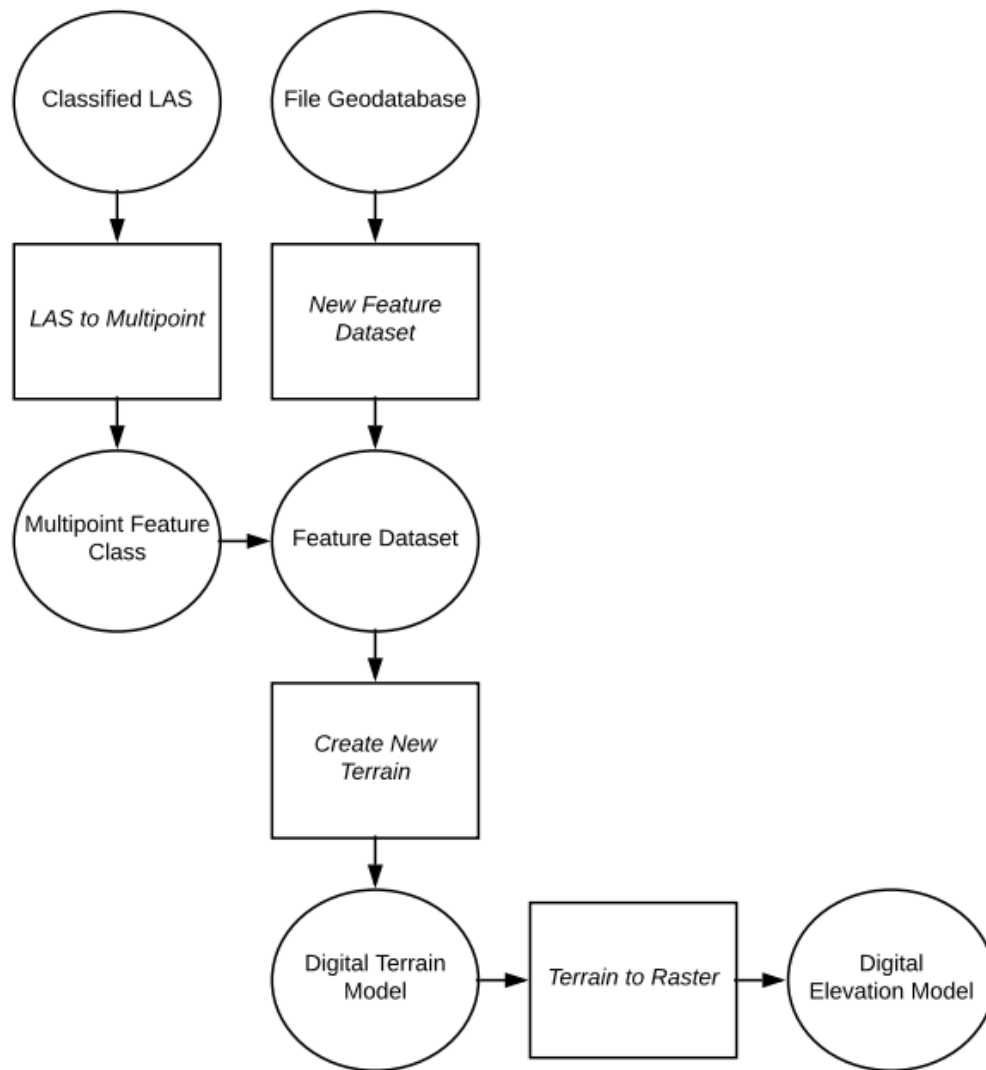 Classified LAS
File Geodatabase
LAS to Multipoint
New Feature
Dataset
Multipoint Feature
Class
Feature Dataset
Create New
Terrain
Digital Terrain
Model
Terrain to Raster
Digital
Elevation Model